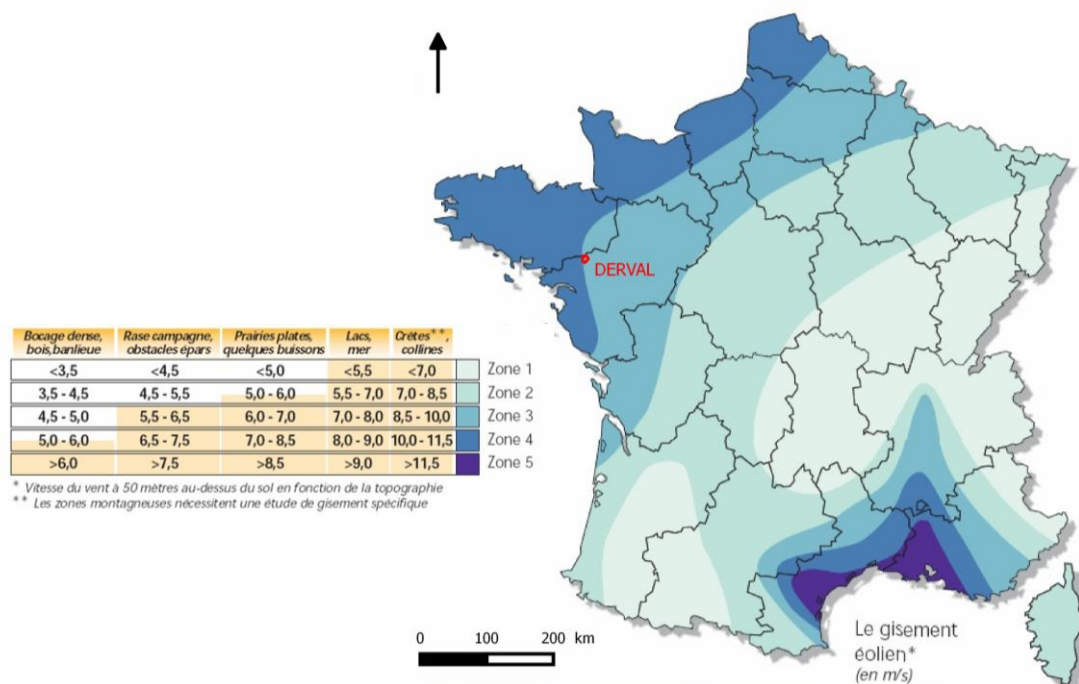 DERVAL
Bocage dense, bois,banlieue
Rase campagne, obstacles épars
Prairies plates, quelques buissons
Lacs, mer
Crêtes**, collines
<3,5 <4,5 <5,0 <5,5 <7,0 Zone 1
3,5 - 4,5 4,5 - 5,5 5,0 - 6,0 5,5 - 7,0 7,0 - 8,5 Zone 2
4,5 - 5,0 5,5 - 6,5 6,0 - 7,0 7,0 - 8,0 8,5 - 10,0 Zone 3
5,0 - 6,0 6,5 - 7,5 7,0 - 8,5 8,0 - 9,0 10,0 - 11,5 Zone 4
>6,0 >7,5 >8,5 >9,0 >11,5 Zone 5
* Vitesse du vent à 50 mètres au-dessus du sol en fonction de la topographie
** Les zones montagneuses nécessitent une étude de gisement spécifique
0 100 200 km
Le gisement
éolien*
(en m/s)